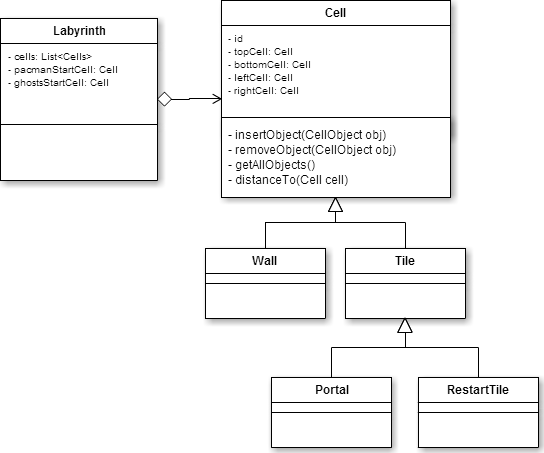 Labyrinth
- cells: List<Cells>
- pacmanStartCell: Cell
- ghostsStartCell: Cell
Cell
- id
- topCell: Cell
- bottomCell: Cell
- leftCell: Cell
- rightCell: Cell
- insertObject(CellObject obj)
- removeObject(CellObject obj)
- getAllObjects()
- distanceTo(Cell cell)
Wall
Tile
Portal
RestartTile